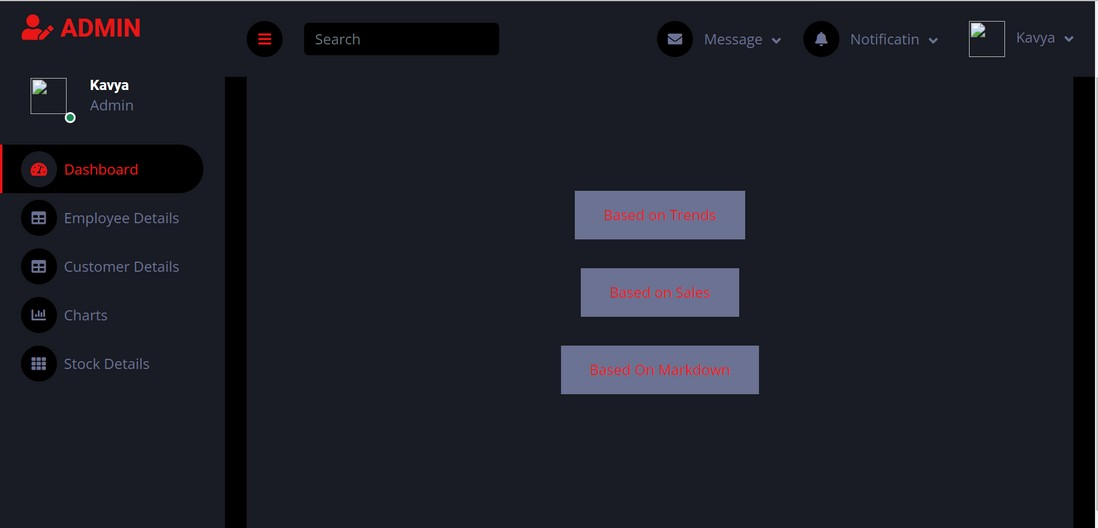 ADMIN
Search
Message
Notificatin
Kavya
Kavya
Admin
Dashboard
Employee Details
Customer Details
Charts
Stock Details
Based on Trends
Based on Sales
Based On Markdown